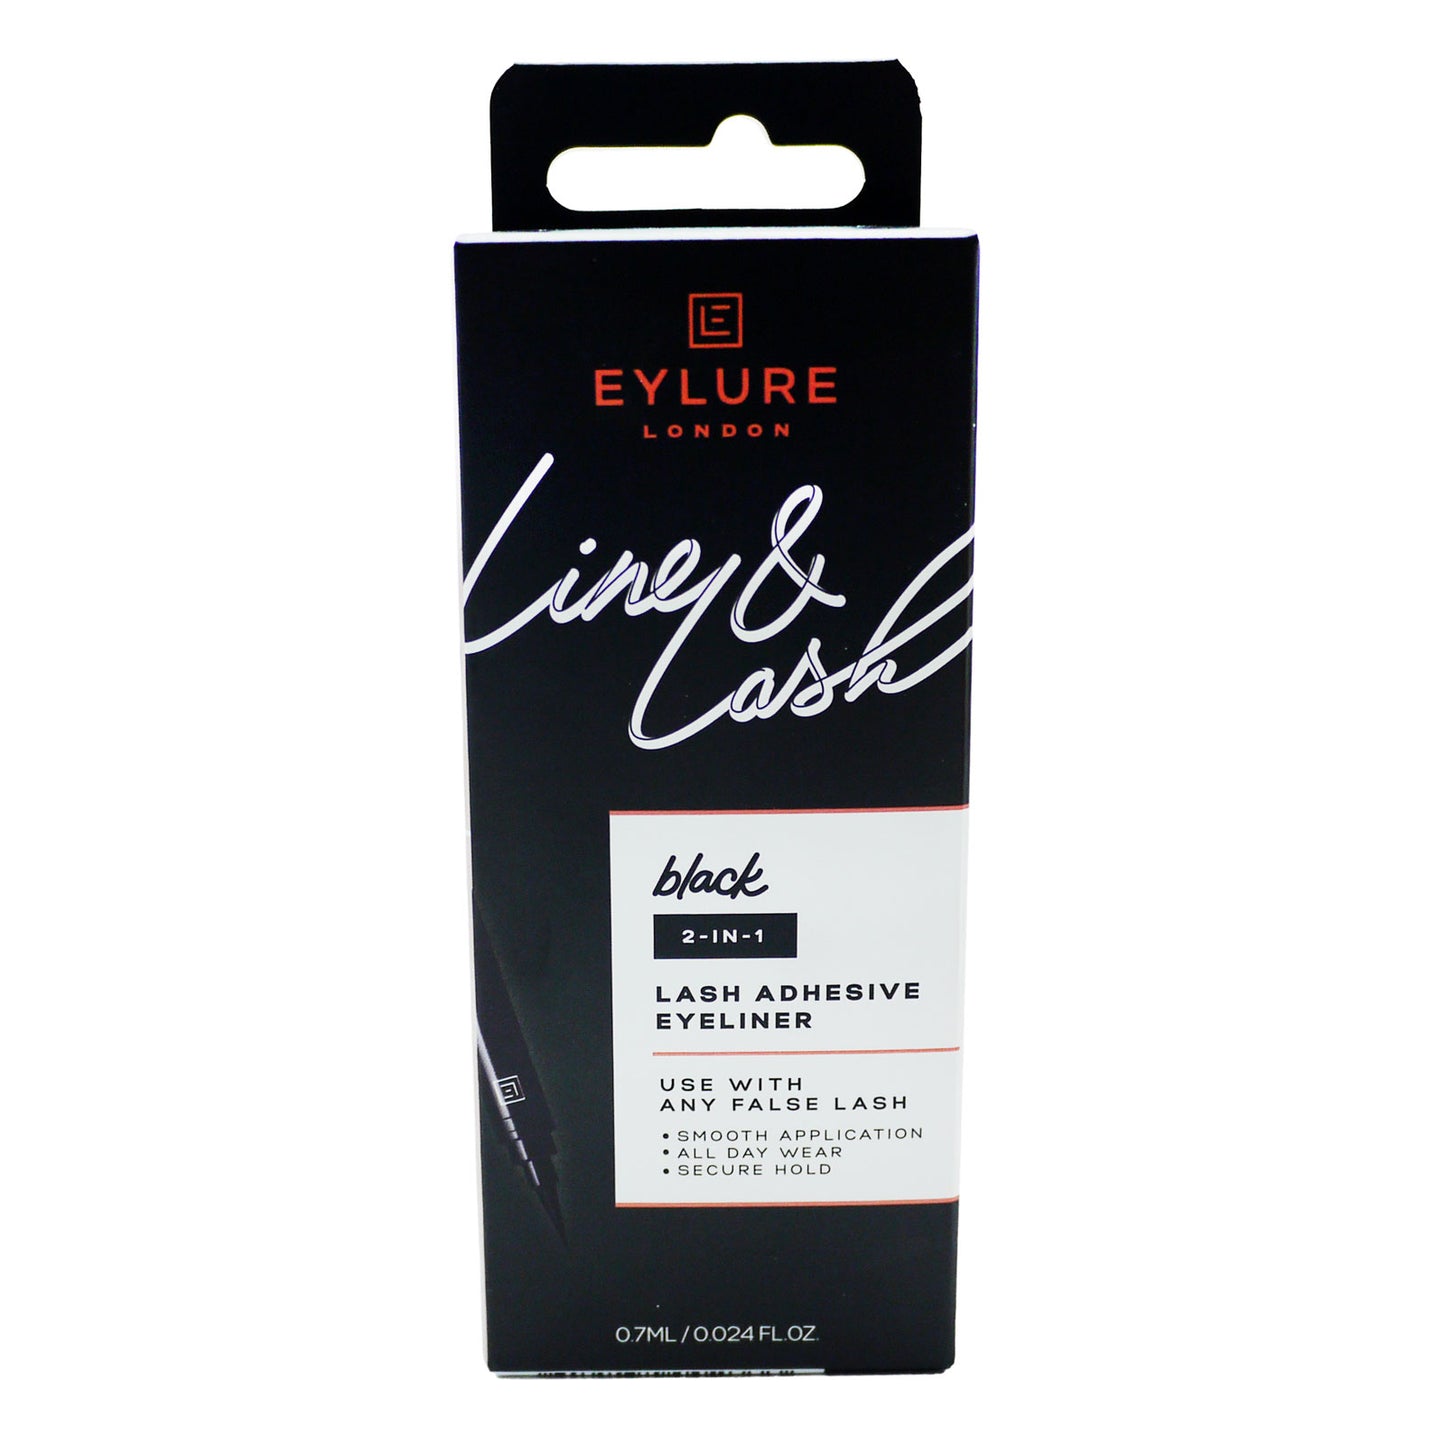 EYLURE
LONDON
Line &
Lash
black
2-IN-1
LASH ADHESIVE
EYELINER
USE WITH
ANY FALSE LASH
• SMOOTH APPLICATION
• ALL DAY WEAR
• SECURE HOLD
0.7ML / 0.024 FL.OZ.